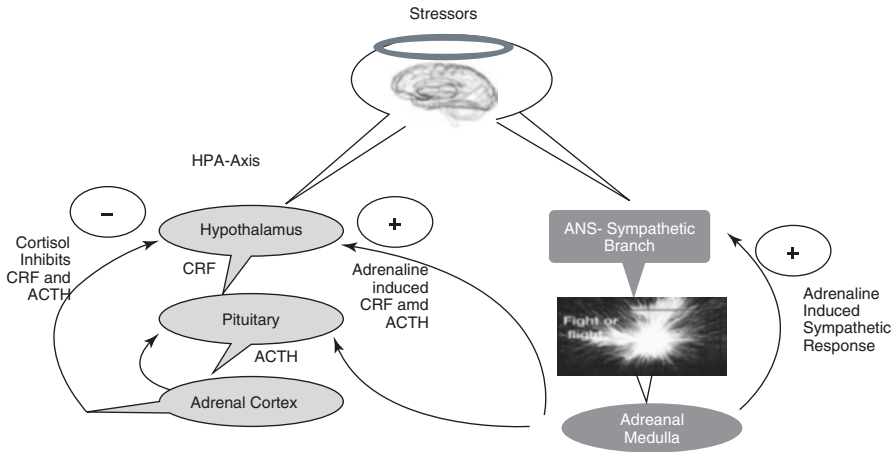 Stressors
HPA-Axis
–
Hypothalamus
+
ANS- Sympathetic
Branch
+
Cortisol
Inhibits
CRF and
ACTH
CRF
Adrenaline
induced
CRF amd
ACTH
Adrenaline
Induced
Sympathetic
Response
Pituitary
Fight or
flight
ACTH
Adrenal Cortex
Adreanal
Medulla